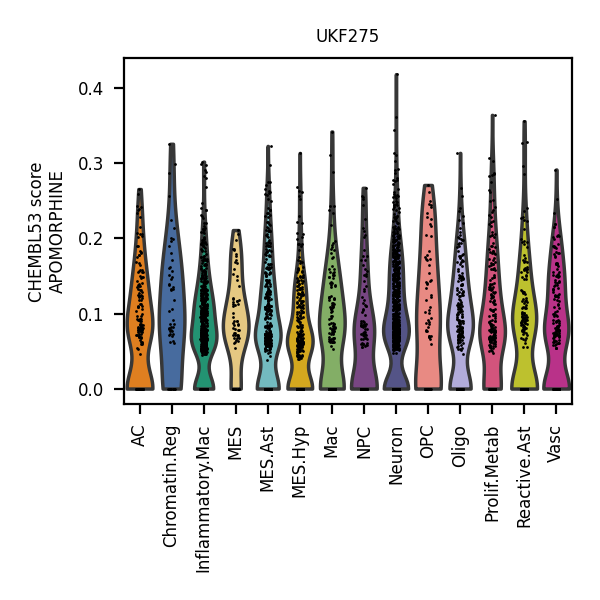 UKF275
CHEMBL53 score
APOMORPHINE
0.4
0.3
0.2
0.1
0.0
AC
Chromatin.Reg
Inflammatory.Mac
MES
MES.Ast
MES.Hyp
Mac
NPC
Neuron
OPC
Oligo
Prolif.Metab
Reactive.Ast
Vasc